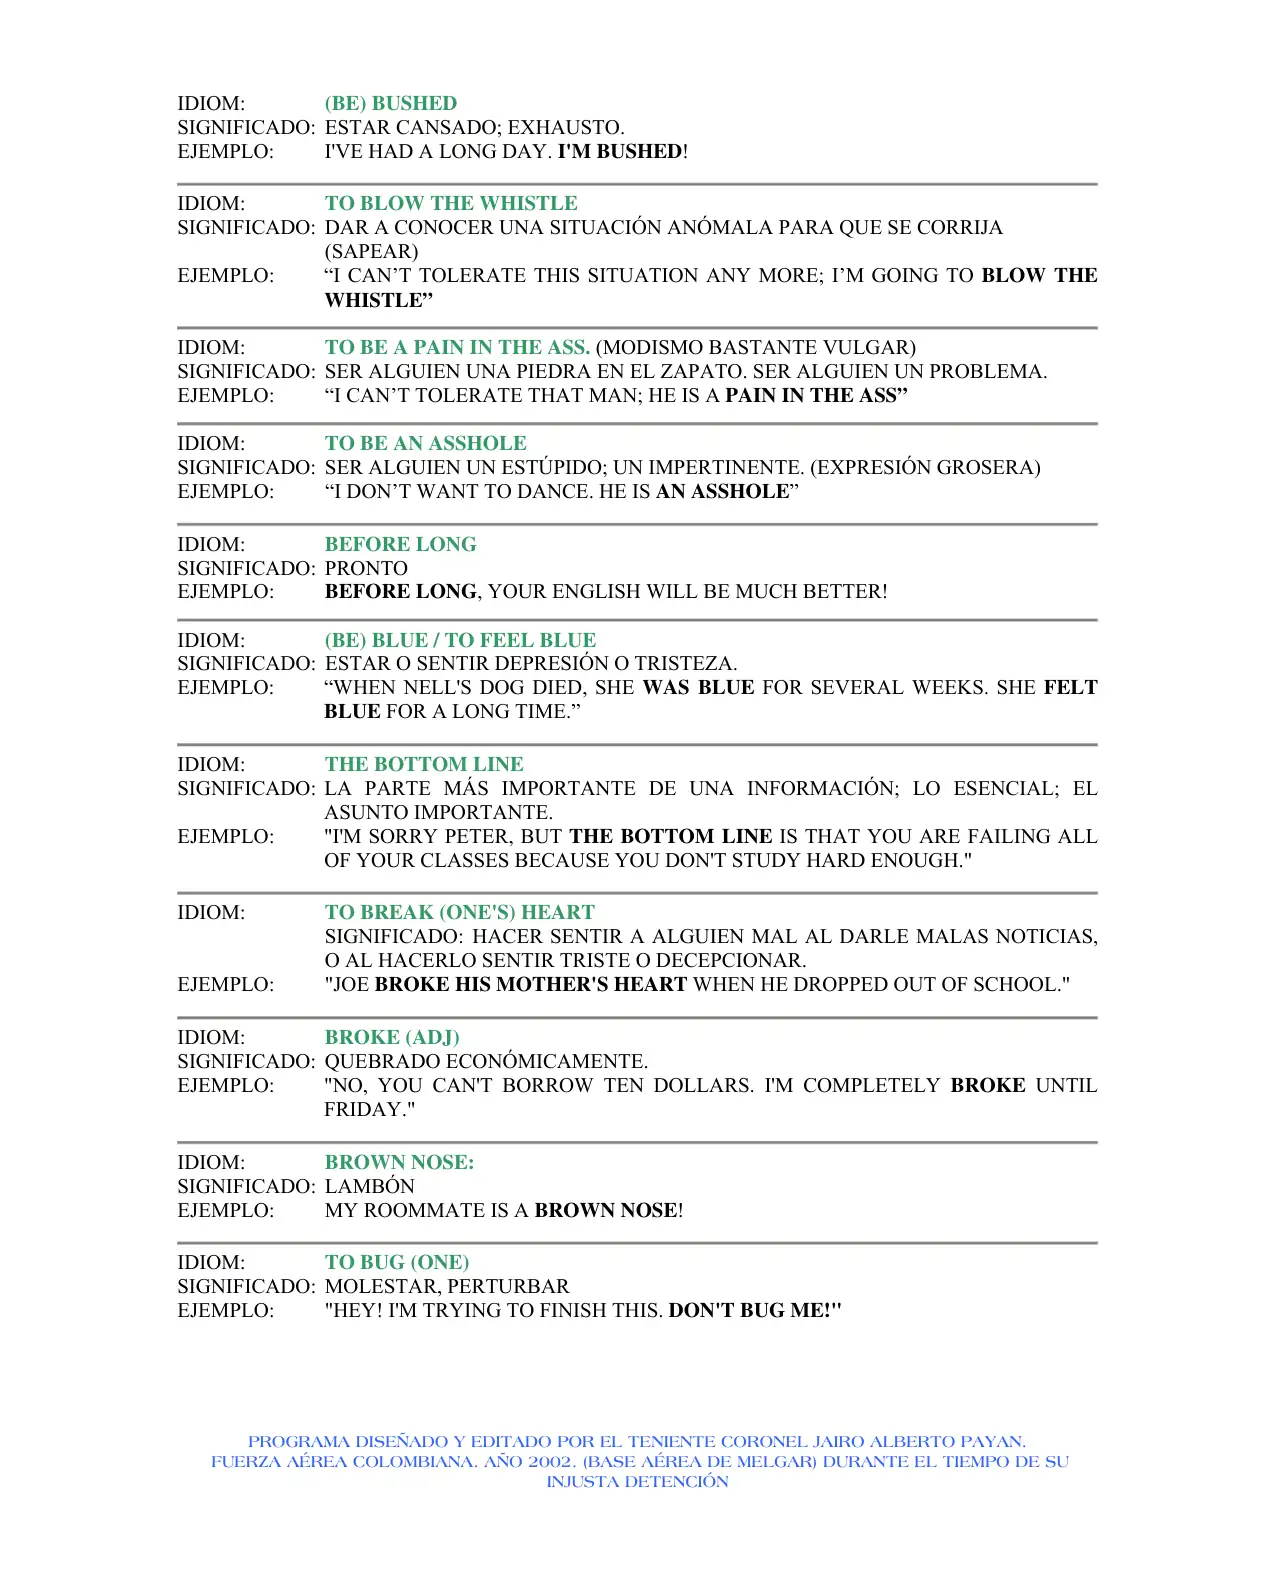 IDIOM: (BE) BUSHED
SIGNIFICADO: ESTAR CANSADO; EXHAUSTO.
EJEMPLO: I'VE HAD A LONG DAY. I'M BUSHED!
IDIOM: TO BLOW THE WHISTLE
SIGNIFICADO: DAR A CONOCER UNA SITUACIÓN ANÓMALA PARA QUE SE CORRIJA
(SAPEAR)
EJEMPLO: “I CAN’T TOLERATE THIS SITUATION ANY MORE; I’M GOING TO BLOW THE
WHISTLE”
IDIOM: TO BE A PAIN IN THE ASS. (MODISMO BASTANTE VULGAR)
SIGNIFICADO: SER ALGUIEN UNA PIEDRA EN EL ZAPATO. SER ALGUIEN UN PROBLEMA.
EJEMPLO: “I CAN’T TOLERATE THAT MAN; HE IS A PAIN IN THE ASS”
IDIOM: TO BE AN ASSHOLE
SIGNIFICADO: SER ALGUIEN UN ESTÚPIDO; UN IMPERTINENTE. (EXPRESIÓN GROSERA)
EJEMPLO: “I DON’T WANT TO DANCE. HE IS AN ASSHOLE”
IDIOM: BEFORE LONG
SIGNIFICADO: PRONTO
EJEMPLO: BEFORE LONG, YOUR ENGLISH WILL BE MUCH BETTER!
IDIOM: (BE) BLUE / TO FEEL BLUE
SIGNIFICADO: ESTAR O SENTIR DEPRESIÓN O TRISTEZA.
EJEMPLO: “WHEN NELL'S DOG DIED, SHE WAS BLUE FOR SEVERAL WEEKS. SHE FELT
BLUE FOR A LONG TIME.”
IDIOM: THE BOTTOM LINE
SIGNIFICADO: LA PARTE MÁS IMPORTANTE DE UNA INFORMACIÓN; LO ESENCIAL; EL
ASUNTO IMPORTANTE.
EJEMPLO: "I'M SORRY PETER, BUT THE BOTTOM LINE IS THAT YOU ARE FAILING ALL
OF YOUR CLASSES BECAUSE YOU DON'T STUDY HARD ENOUGH."
IDIOM: TO BREAK (ONE'S) HEART
SIGNIFICADO: HACER SENTIR A ALGUIEN MAL AL DARLE MALAS NOTICIAS,
O AL HACERLO SENTIR TRISTE O DECEPCIONAR.
EJEMPLO: "JOE BROKE HIS MOTHER'S HEART WHEN HE DROPPED OUT OF SCHOOL."
IDIOM: BROKE (ADJ)
SIGNIFICADO: QUEBRADO ECONÓMICAMENTE.
EJEMPLO: "NO, YOU CAN'T BORROW TEN DOLLARS. I'M COMPLETELY BROKE UNTIL
FRIDAY."
IDIOM: BROWN NOSE:
SIGNIFICADO: LAMBÓN
EJEMPLO: MY ROOMMATE IS A BROWN NOSE!
IDIOM: TO BUG (ONE)
SIGNIFICADO: MOLESTAR, PERTURBAR
EJEMPLO: "HEY! I'M TRYING TO FINISH THIS. DON'T BUG ME!"
PROGRAMA DISEÑADO Y EDITADO POR EL TENIENTE CORONEL JAIRO ALBERTO PAYAN.
FUERZA AÉREA COLOMBIANA. AÑO 2002. (BASE AÉREA DE MELGAR) DURANTE EL TIEMPO DE SU
INJUSTA DETENCIÓN